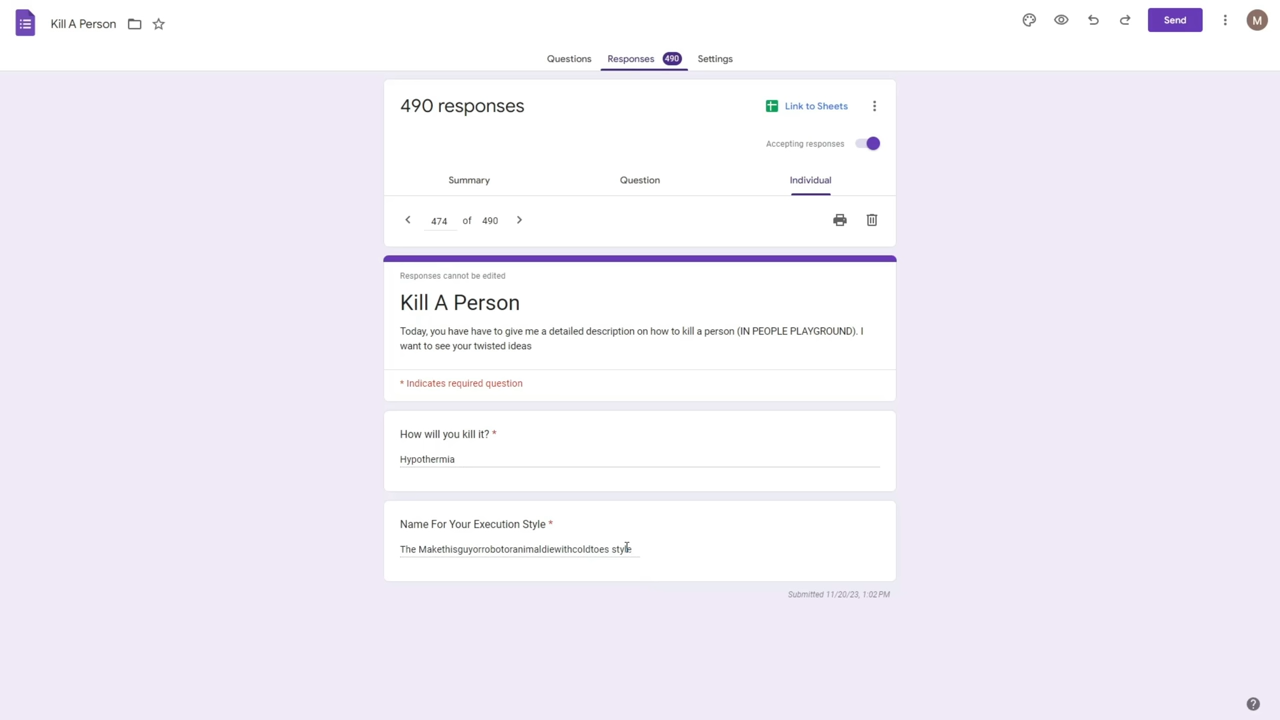 Kill A Person
Send
M
Questions
Responses 490
Settings
490 responses
Link to Sheets
Accepting responses
Summary
Question
Individual
474 of 490
Responses cannot be edited
Kill A Person
Today, you have have to give me a detailed description on how to kill a person (IN PEOPLE PLAYGROUND). I
want to see your twisted ideas
* Indicates required question
How will you kill it? *
Hypothermia
Name For Your Execution Style *
The Makethisguyorrobotoranimaldiewithcoldtoes style
Submitted 11/20/23, 1:02 PM